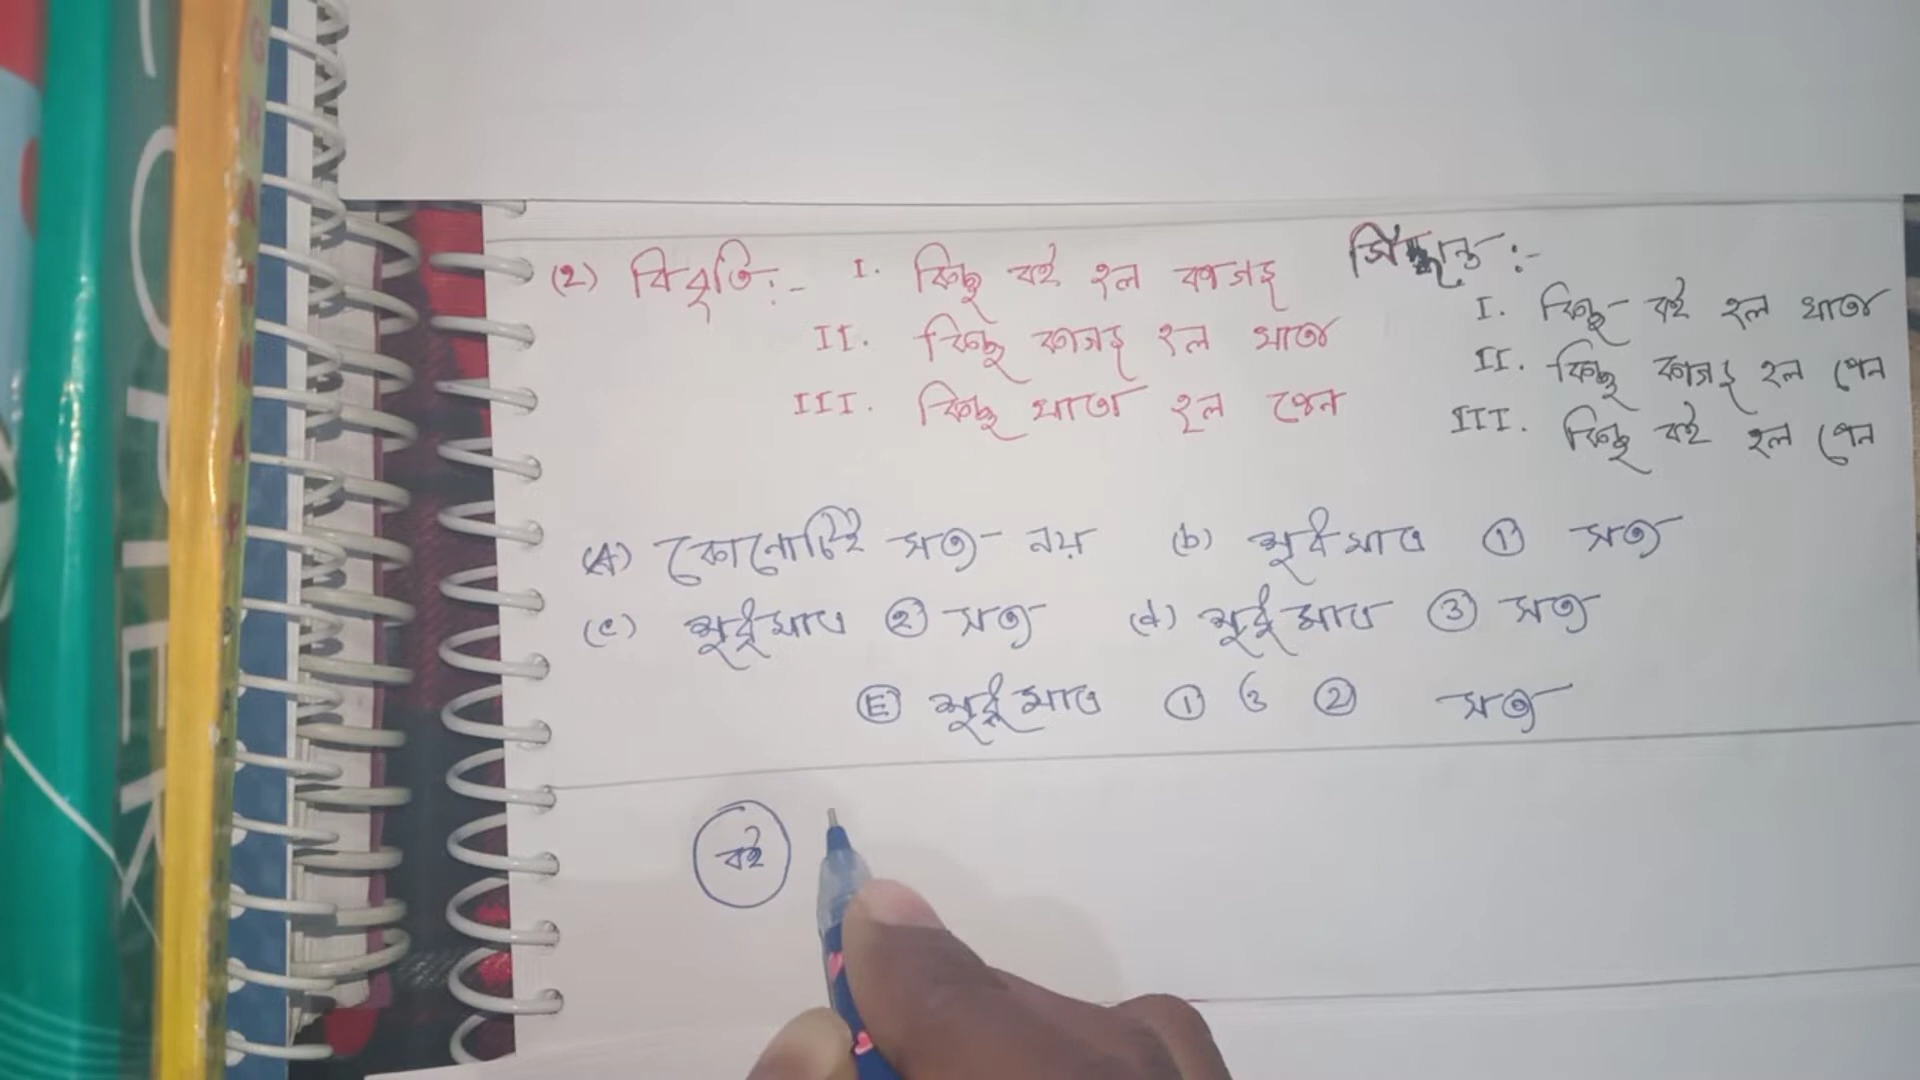 (2) বিবৃতি:- I. কিছু বই হল কাগজ
II. কিছু কাগজ হল খাতা
III. কিছু খাতা হল পেন
সিদ্ধান্ত:-
I. কিছু বই হল খাতা
II. কিছু কাগজ হল পেন
III. কিছু বই হল পেন
(A) কোনোটিই সত্য নয় (b) শুধুমাত্র ① সত্য
(c) শুধুমাত্র ② সত্য (d) শুধুমাত্র ③ সত্য
Ⓔ শুধুমাত্র ① ও ② সত্য
বই
COPIER